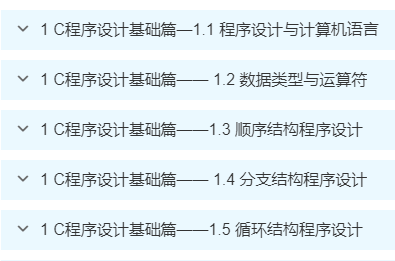 1 C程序设计基础篇—1.1 程序设计与计算机语言
1 C程序设计基础篇—— 1.2 数据类型与运算符
1 C程序设计基础篇——1.3 顺序结构程序设计
1 C程序设计基础篇—— 1.4 分支结构程序设计
1 C程序设计基础篇——1.5 循环结构程序设计